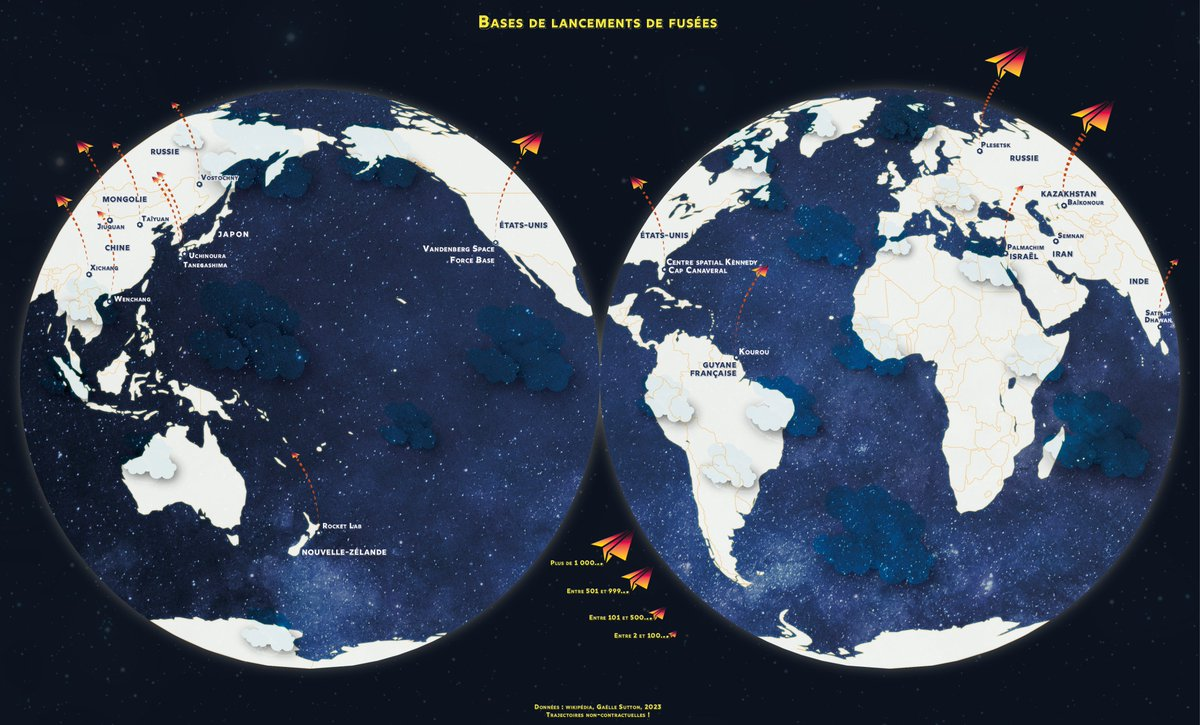 Bases de lancements de fusées
Russie
Vostochny
Mongolie
Jiuquan
Taïyuan
Chine
Japon
Uchinoura
Tanegashima
Xichang
Wenchang
États-Unis
Vandenberg Space
Force Base
Rocket Lab
Nouvelle-Zélande
Plesetsk
Russie
Kazakhstan
Baïkonour
États-Unis
Centre spatial Kennedy
Cap Canaveral
Semnan
Palmachim
Israël
Iran
Inde
Satish
Dhawan
Kourou
Guyane
française
Plus de 1 000...
Entre 501 et 999...
Entre 101 et 500...
Entre 2 et 100...
Données : wikipédia, Gaëlle Sutton, 2023
Trajectoires non-contractuelles !